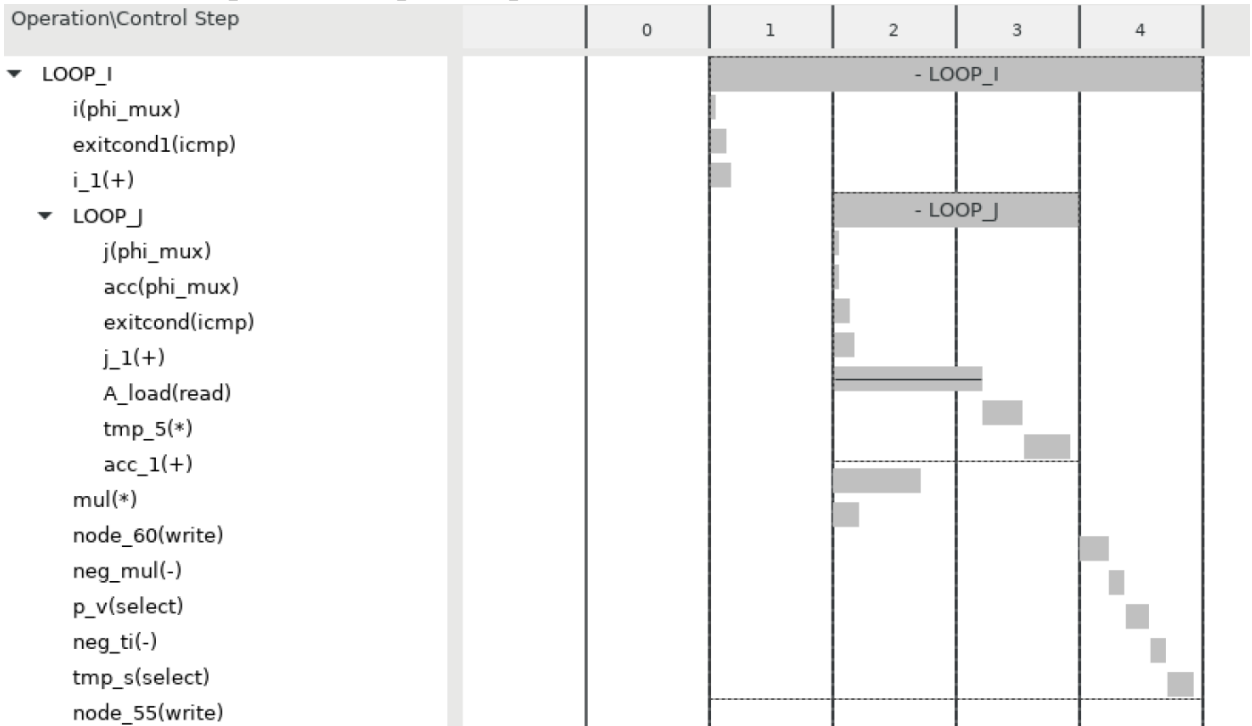 Operation\Control Step
0 1 2 3 4
LOOP_I - LOOP_I
i(phi_mux)
exitcond1(icmp)
i_1(+)
LOOP_J - LOOP_J
j(phi_mux)
acc(phi_mux)
exitcond(icmp)
j_1(+)
A_load(read)
tmp_5(*)
acc_1(+)
mul(*)
node_60(write)
neg_mul(-)
p_v(select)
neg_ti(-)
tmp_s(select)
node_55(write)